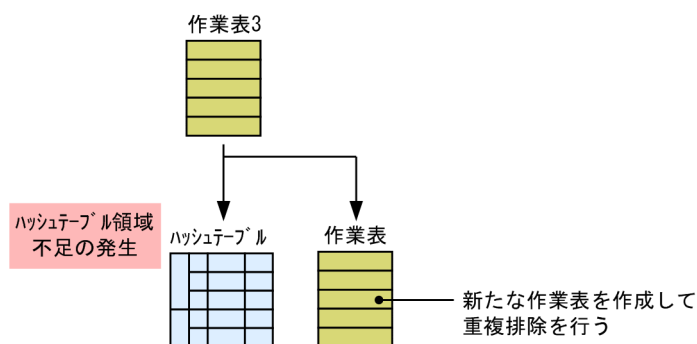 作業表3
ﾊｯｼｭﾃｰﾌﾞﾙ領域
不足の発生
ﾊｯｼｭﾃｰﾌﾞﾙ
作業表
新たな作業表を作成して
重複排除を行う